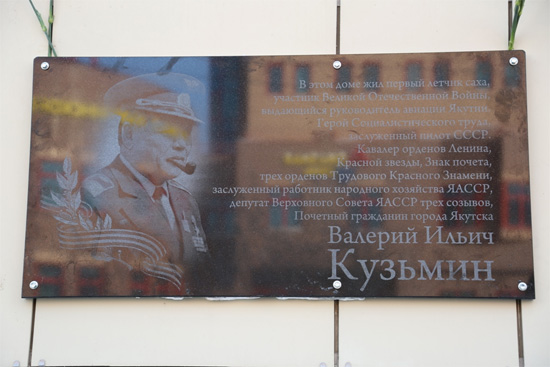 В этом доме жил первый летчик саха,
участник Великой Отечественной Войны,
выдающийся руководитель авиации Якутии,
Герой Социалистического труда,
заслуженный пилот СССР,
Кавалер орденов Ленина,
Красной звезды, Знак почета,
трех орденов Трудового Красного Знамени,
заслуженный работник народного хозяйства ЯАССР,
депутат Верховного Совета ЯАССР трех созывов,
Почетный гражданин города Якутска
Валерий Ильич
Кузьмин